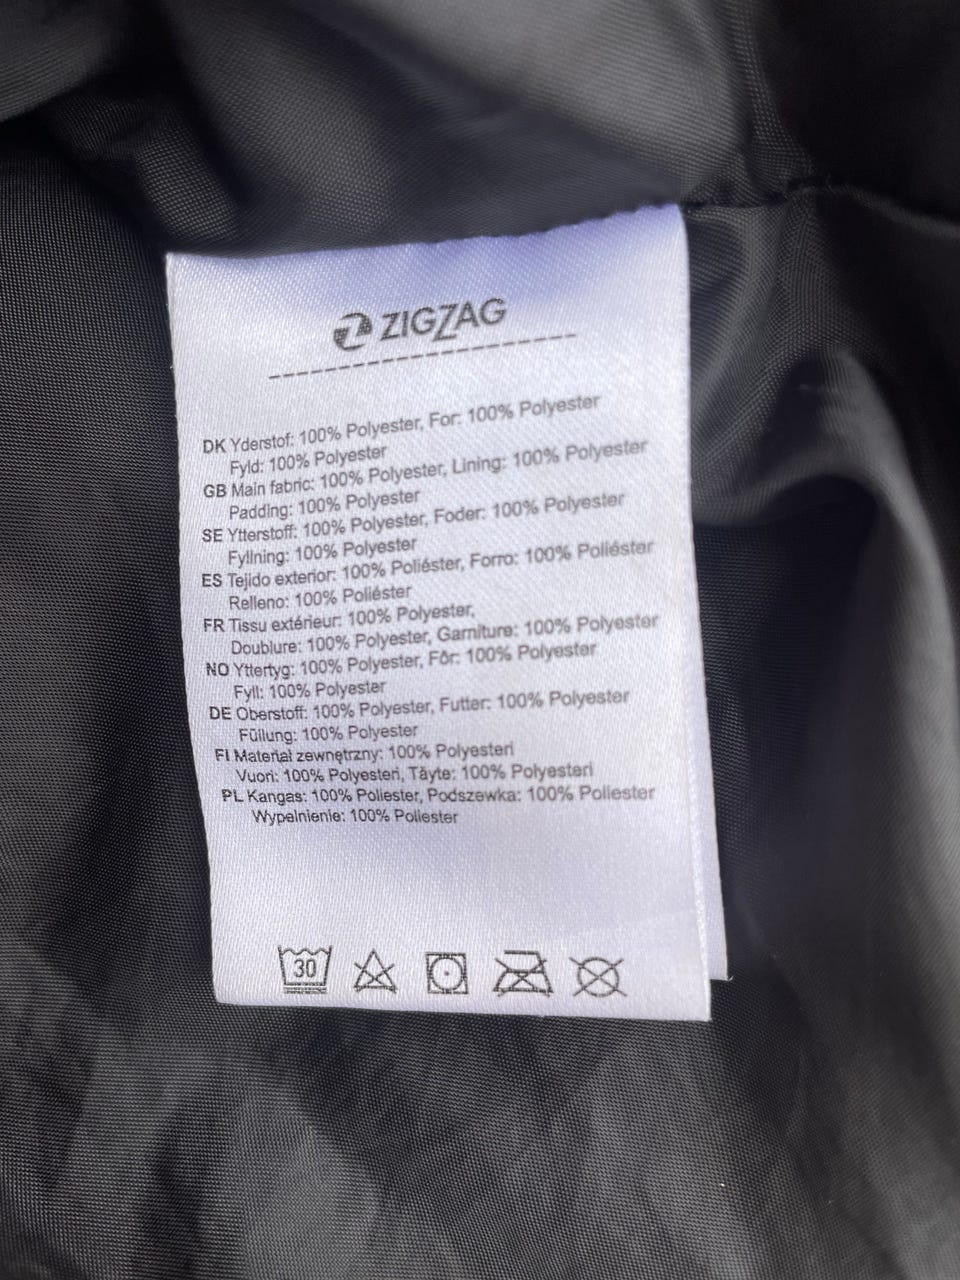 ZIGZAG
DK Yderstof: 100% Polyester, For: 100% Polyester
Fyld: 100% Polyester
GB Main fabric: 100% Polyester, Lining: 100% Polyester
Padding: 100% Polyester
SE Ytterstoff: 100% Polyester, Foder: 100% Polyester
Fyllning: 100% Polyester
ES Tejido exterior: 100% Poliéster, Forro: 100% Poliéster
Relleno: 100% Poliéster
FR Tissu extérieur: 100% Polyester,
Doublure: 100% Polyester, Garniture: 100% Polyester
NO Yttertyg: 100% Polyester, Fôr: 100% Polyester
Fyll: 100% Polyester
DE Oberstoff: 100% Polyester, Futter: 100% Polyester
Füllung: 100% Polyester
FI Materiał zewnętrzny: 100% Polyesteri
Vuori: 100% Polyesteri, Täyte: 100% Polyesteri
PL Kangas: 100% Poliester, Podszewka: 100% Poliester
Wypełnienie: 100% Poliester
30